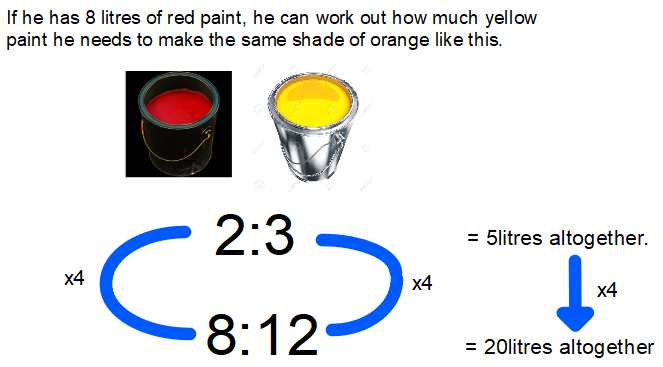 If he has 8 litres of red paint, he can work out how much yellow
paint he needs to make the same shade of orange like this.
2:3
= 5litres altogether.
x4
x4
x4
8:12
= 20litres altogether